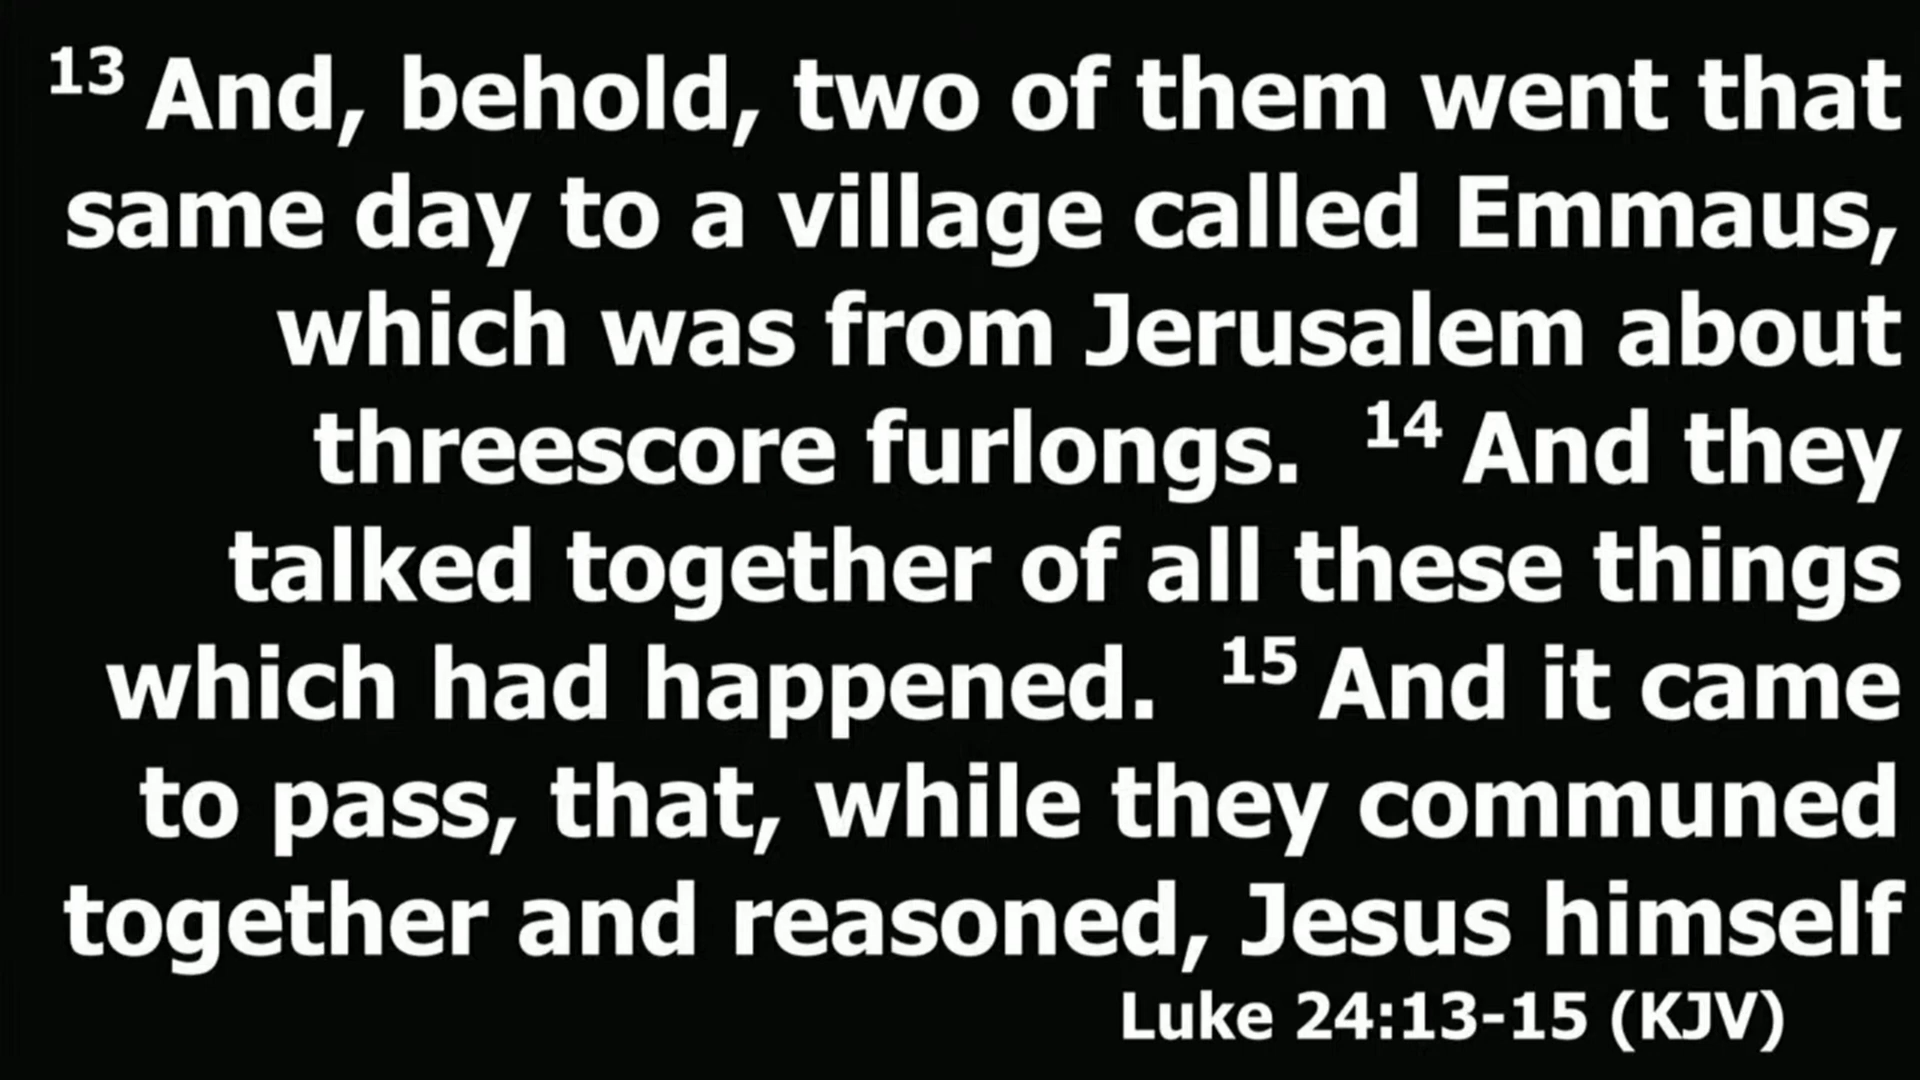 13 And, behold, two of them went that
same day to a village called Emmaus,
which was from Jerusalem about
threescore furlongs. 14 And they
talked together of all these things
which had happened. 15 And it came
to pass, that, while they communed
together and reasoned, Jesus himself
Luke 24:13-15 (KJV)